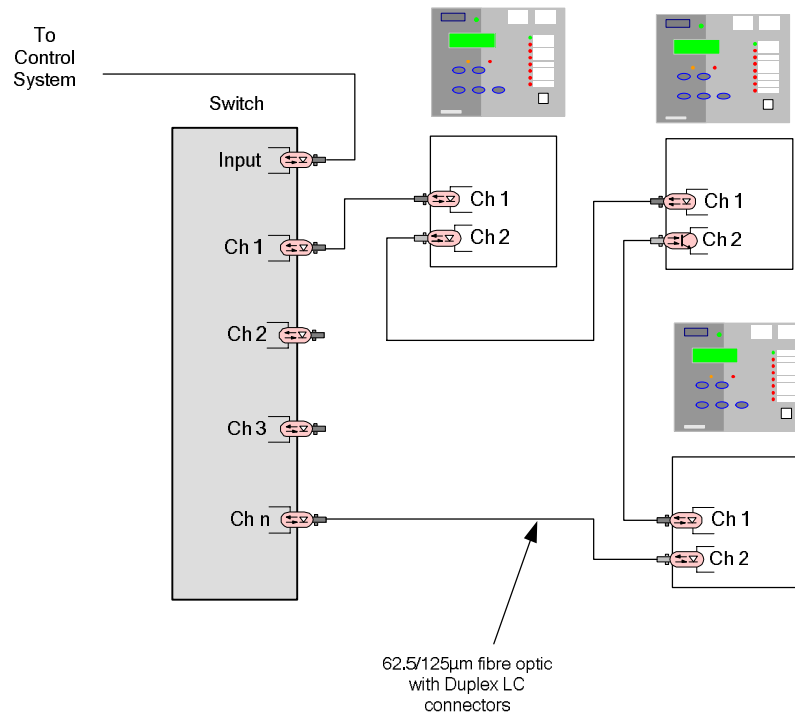 To
Control
System
Switch
Input
Ch 1
Ch 2
Ch 3
Ch n
Ch 1
Ch 2
Ch 1
Ch 2
Ch 1
Ch 2
62.5/125µm fibre optic
with Duplex LC
connectors